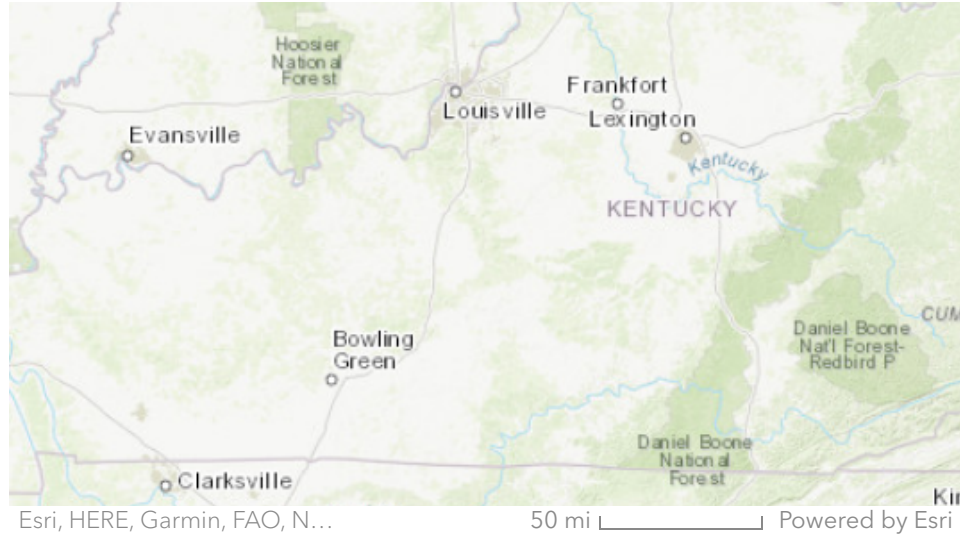 Hoosier
National
Forest
Frankfort
Louisville
Lexington
Evansville
Kentucky
KENTUCKY
CUM
Daniel Boone
Nat'l Forest-
Redbird P
Bowling
Green
Daniel Boone
National
Forest
Clarksville
Kin
Esri, HERE, Garmin, FAO, N…
50 mi
Powered by Esri